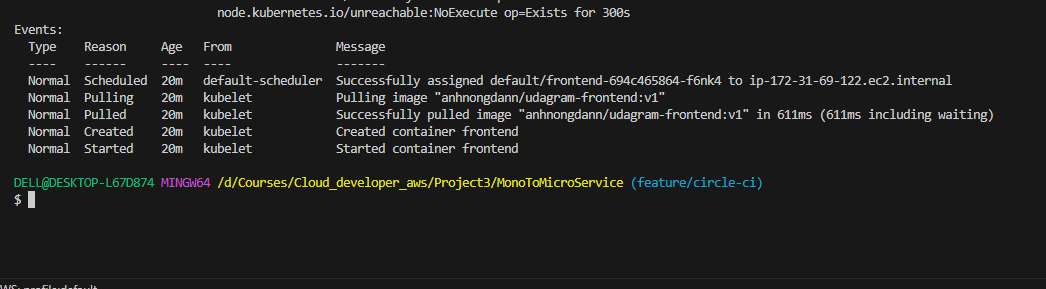 node.kubernetes.io/unreachable:NoExecute op=Exists for 300s
Events:
Type Reason Age From Message
---- ------ ---- ---- -------
Normal Scheduled 20m default-scheduler Successfully assigned default/frontend-694c465864-f6nk4 to ip-172-31-69-122.ec2.internal
Normal Pulling 20m kubelet Pulling image "anhnongdann/udagram-frontend:v1"
Normal Pulled 20m kubelet Successfully pulled image "anhnongdann/udagram-frontend:v1" in 611ms (611ms including waiting)
Normal Created 20m kubelet Created container frontend
Normal Started 20m kubelet Started container frontend
DELL@DESKTOP-L67D874 MINGW64 /d/Courses/Cloud_developer_aws/Project3/MonoToMicroService (feature/circle-ci)
$
WS: profile:default